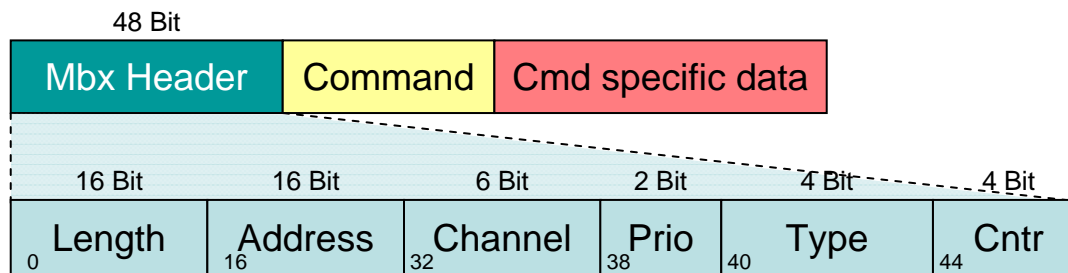 48 Bit
Mbx Header Command Cmd specific data
16 Bit 16 Bit 6 Bit 2 Bit 4 Bit 4 Bit
Length Address Channel Prio Type Cntr
0 16 32 38 40 44